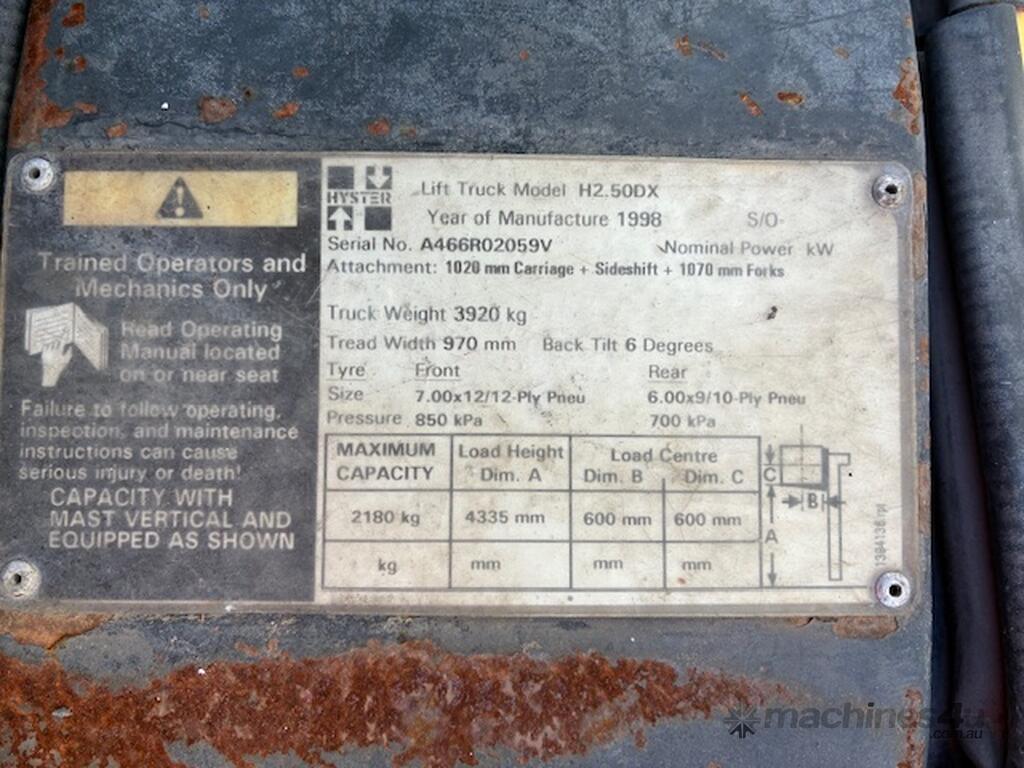 Trained Operators and
Mechanics Only
Read Operating
Manual located
on or near seat
Failure to follow operating,
inspection, and maintenance
instructions can cause
serious injury or death!
CAPACITY WITH
MAST VERTICAL AND
EQUIPPED AS SHOWN
HYSTER
Lift Truck Model H2.50DX
Year of Manufacture 1998 S/O-
Serial No. A466R02059V Nominal Power kW
Attachment: 1020 mm Carriage + Sideshift + 1070 mm Forks
Truck Weight 3920 kg
Tread Width 970 mm Back Tilt 6 Degrees
Tyre Front Rear
Size 7.00x12/12-Ply Pneu 6.00x9/10-Ply Pneu
Pressure 850 kPa 700 kPa
MAXIMUM CAPACITY Load Height Dim. A Load Centre Dim. B Dim. C
2180 kg 4335 mm 600 mm 600 mm
kg mm mm mm
C
B
A
machines4u
.com.au